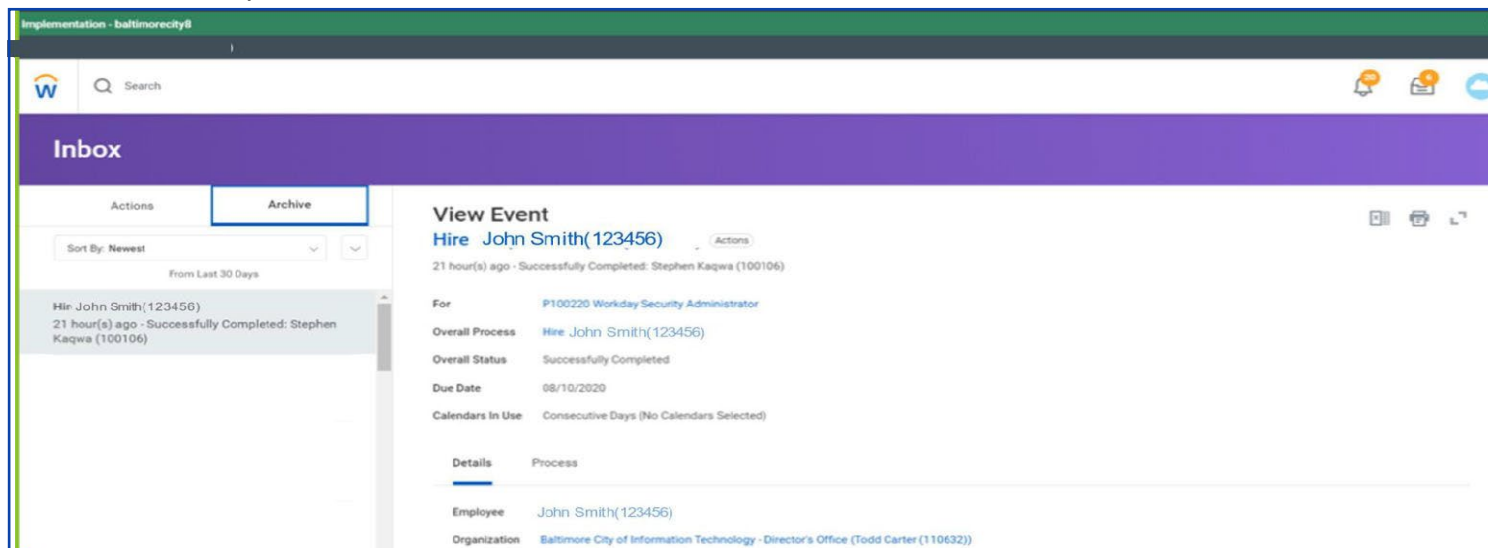 Implementation - baltimorecity8
Search
Inbox
Actions
Archive
Sort By: Newest
From Last 30 Days
Hir John Smith(123456)
21 hour(s) ago - Successfully Completed: Stephen
Kaqwa (100106)
View Event
Hire John Smith(123456) Actions
21 hour(s) ago - Successfully Completed: Stephen Kaqwa (100106)
For P100220 Workday Security Administrator
Overall Process Hire John Smith(123456)
Overall Status Successfully Completed
Due Date 08/10/2020
Calendars In Use Consecutive Days (No Calendars Selected)
Details Process
Employee John Smith(123456)
Organization Baltimore City of Information Technology - Director's Office (Todd Carter (110632))